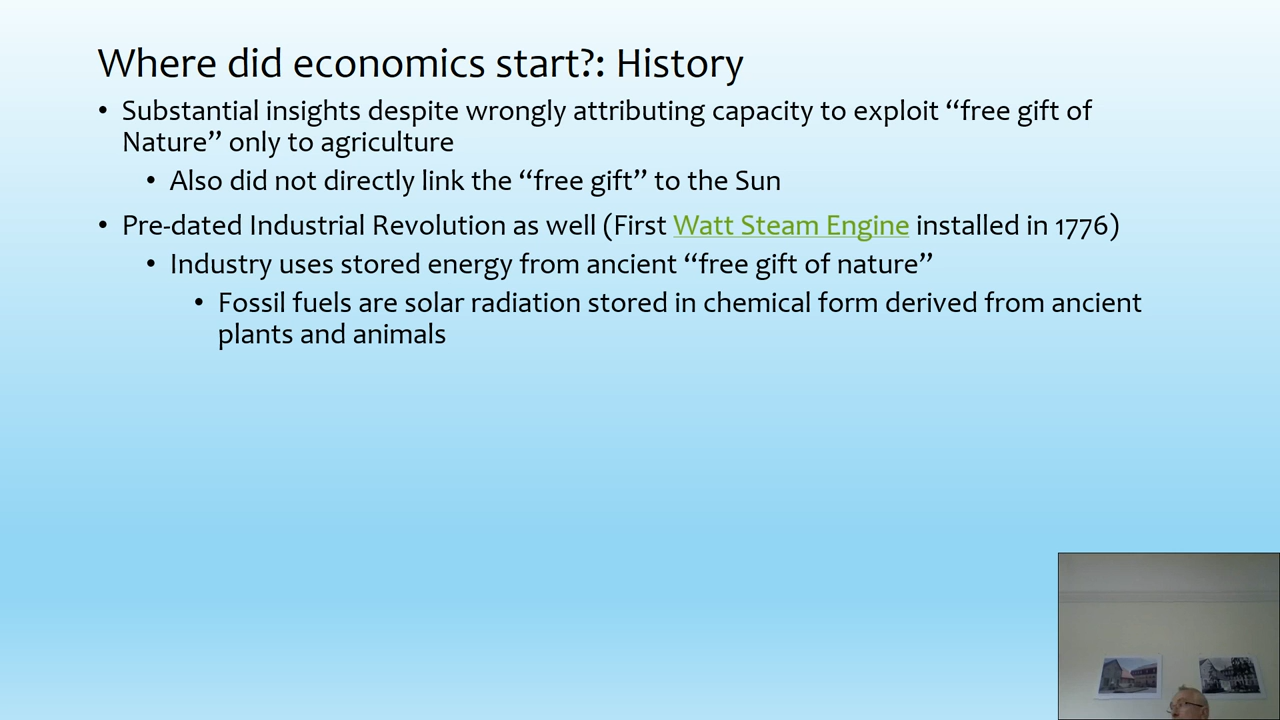 Where did economics start?: History
• Substantial insights despite wrongly attributing capacity to exploit “free gift of
Nature” only to agriculture
• Also did not directly link the “free gift” to the Sun
• Pre-dated Industrial Revolution as well (First Watt Steam Engine installed in 1776)
• Industry uses stored energy from ancient “free gift of nature”
• Fossil fuels are solar radiation stored in chemical form derived from ancient
plants and animals